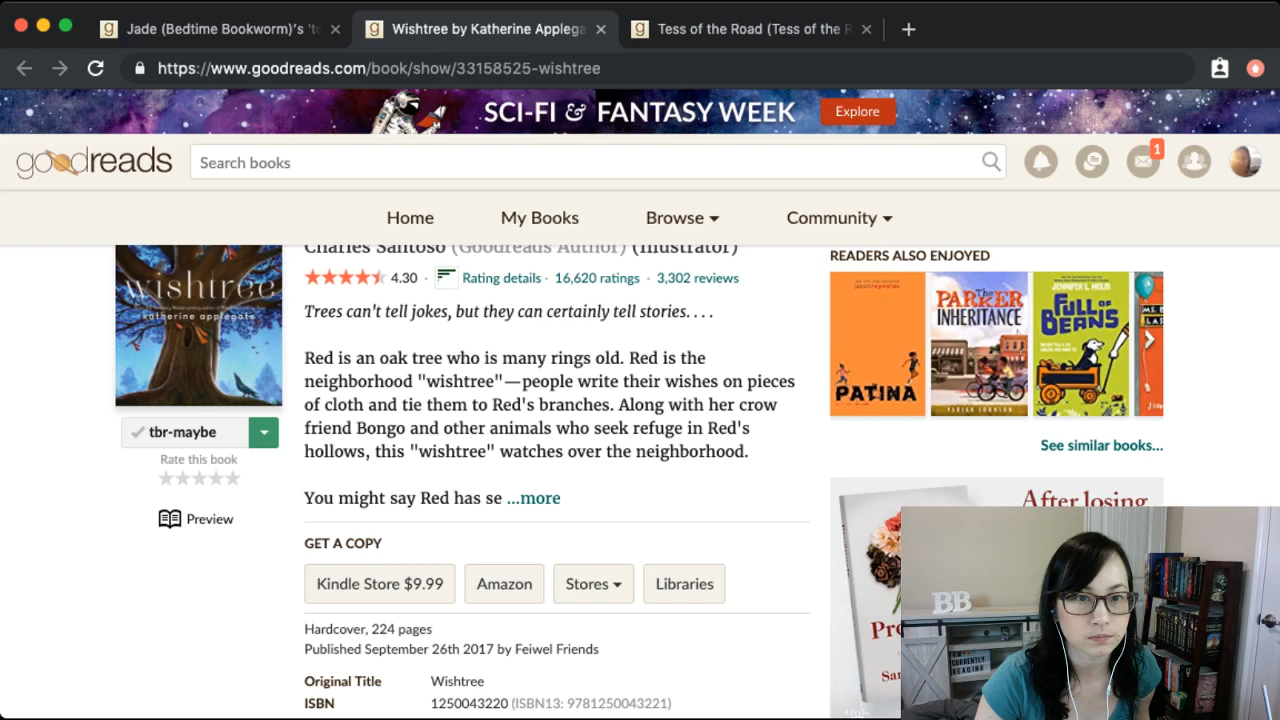 Jade (Bedtime Bookworm)'s 'to
Wishtree by Katherine Applega
Tess of the Road (Tess of the R
https://www.goodreads.com/book/show/33158525-wishtree
SCI-FI & FANTASY WEEK
Explore
goodreads
Search books
1
Home
My Books
Browse
Community
Charles Santoso (Goodreads Author) (Illustrator)
wishtree
katherine applegate
4.30 · Rating details · 16,620 ratings · 3,302 reviews
Trees can't tell jokes, but they can certainly tell stories. . . .
Red is an oak tree who is many rings old. Red is the
neighborhood "wishtree"—people write their wishes on pieces
of cloth and tie them to Red's branches. Along with her crow
friend Bongo and other animals who seek refuge in Red's
hollows, this "wishtree" watches over the neighborhood.
You might say Red has se ...more
tbr-maybe
Rate this book
Preview
GET A COPY
Kindle Store $9.99
Amazon
Stores
Libraries
Hardcover, 224 pages
Published September 26th 2017 by Feiwel Friends
Original Title
Wishtree
ISBN
1250043220 (ISBN13: 9781250043221)
READERS ALSO ENJOYED
PATINA
The
PARKER
INHERITANCE
VARIAN JOHNSON
JENNIFER L. HOLM
FULL OF
BEANS
See similar books...
After losing
Pro
Sar
BB
CURRENTLY
READING